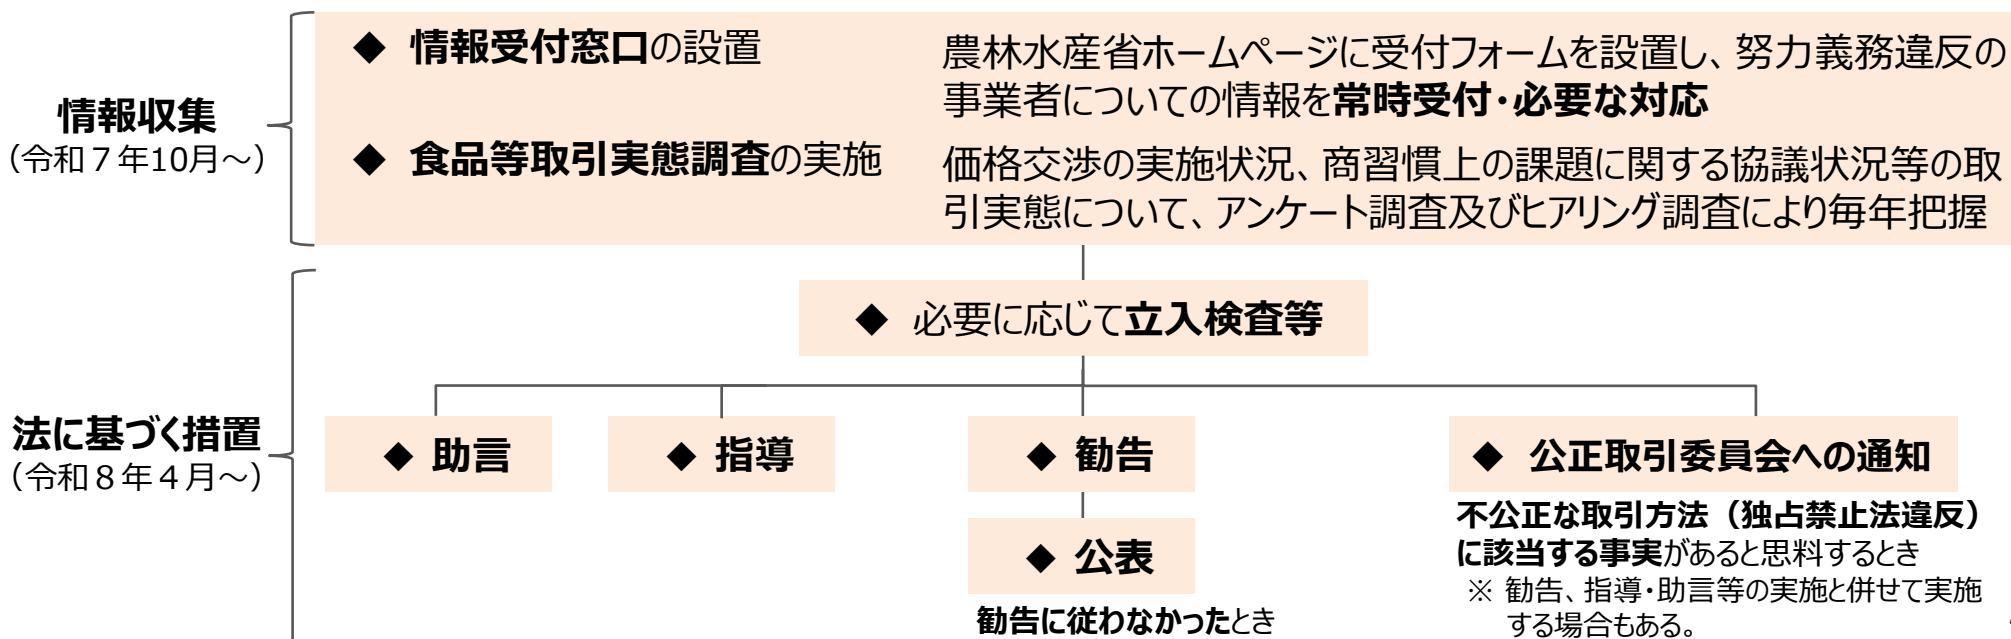 情報収集
（令和７年10月～）
◆ 情報受付窓口の設置
農林水産省ホームページに受付フォームを設置し、努力義務違反の
事業者についての情報を常時受付・必要な対応
◆ 食品等取引実態調査の実施
価格交渉の実施状況、商習慣上の課題に関する協議状況等の取
引実態について、アンケート調査及びヒアリング調査により毎年把握
法に基づく措置
（令和８年４月～）
◆ 必要に応じて立入検査等
◆ 助言
◆ 指導
◆ 勧告
◆ 公正取引委員会への通知
◆ 公表
勧告に従わなかったとき
不公正な取引方法（独占禁止法違反）
に該当する事実があると思料するとき
※ 勧告、指導・助言等の実施と併せて実施
する場合もある。